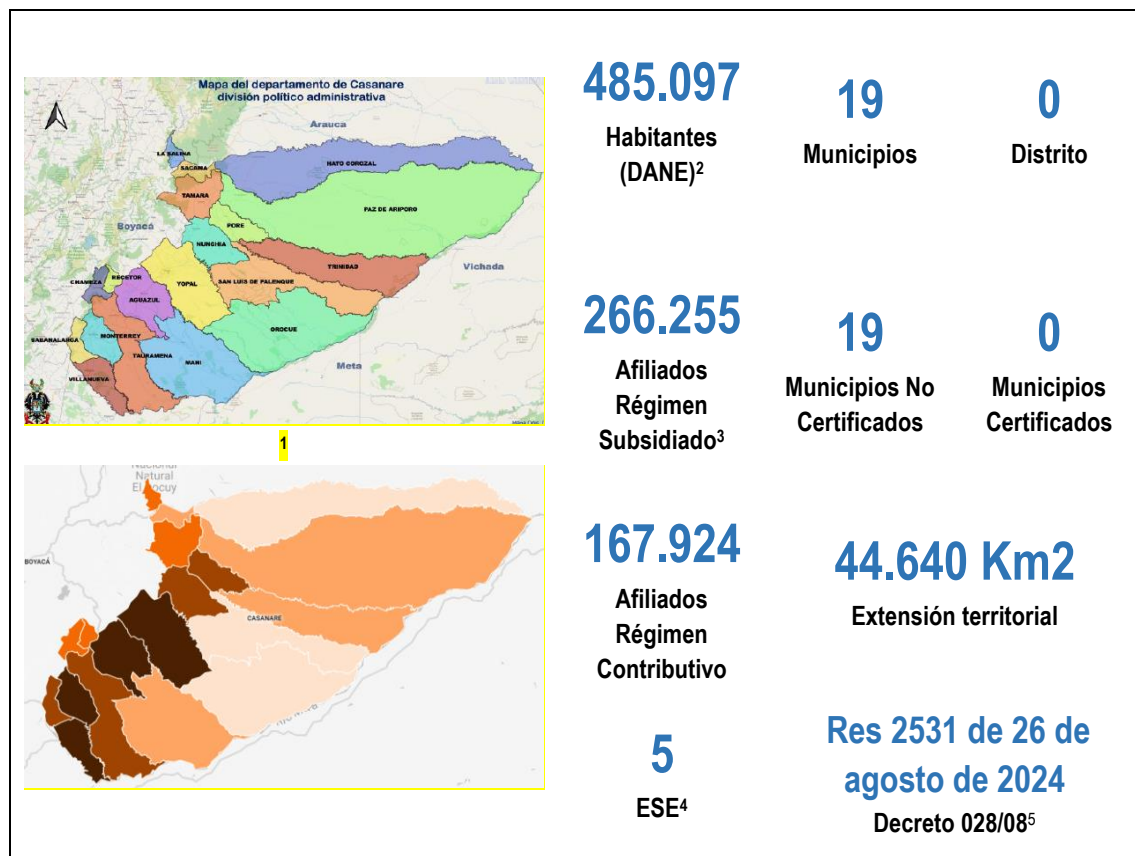 Mapa del departamento de Casanare
división político administrativa
Arauca
LA SALINA
SACAMA
HATO COROZAL
TAMARA
PAZ DE ARIPORO
PORE
Boyacá
NUNCHIA
TRINIDAD
Vichada
RECETOR
CHAMEZA
YOPAL
SAN LUIS DE PALENQUE
AGUAZUL
OROCUE
MONTERREY
SABANALARGA
TAURAMENA
MANI
Meta
VILLANUEVA
1
Nacional
Natural
El Cocuy
BOYACÁ
CASANARE
485.097
Habitantes
(DANE)2
19
Municipios
0
Distrito
266.255
Afiliados
Régimen
Subsidiado3
19
Municipios No
Certificados
0
Municipios
Certificados
167.924
Afiliados
Régimen
Contributivo
44.640 Km2
Extensión territorial
5
ESE4
Res 2531 de 26 de
agosto de 2024
Decreto 028/085